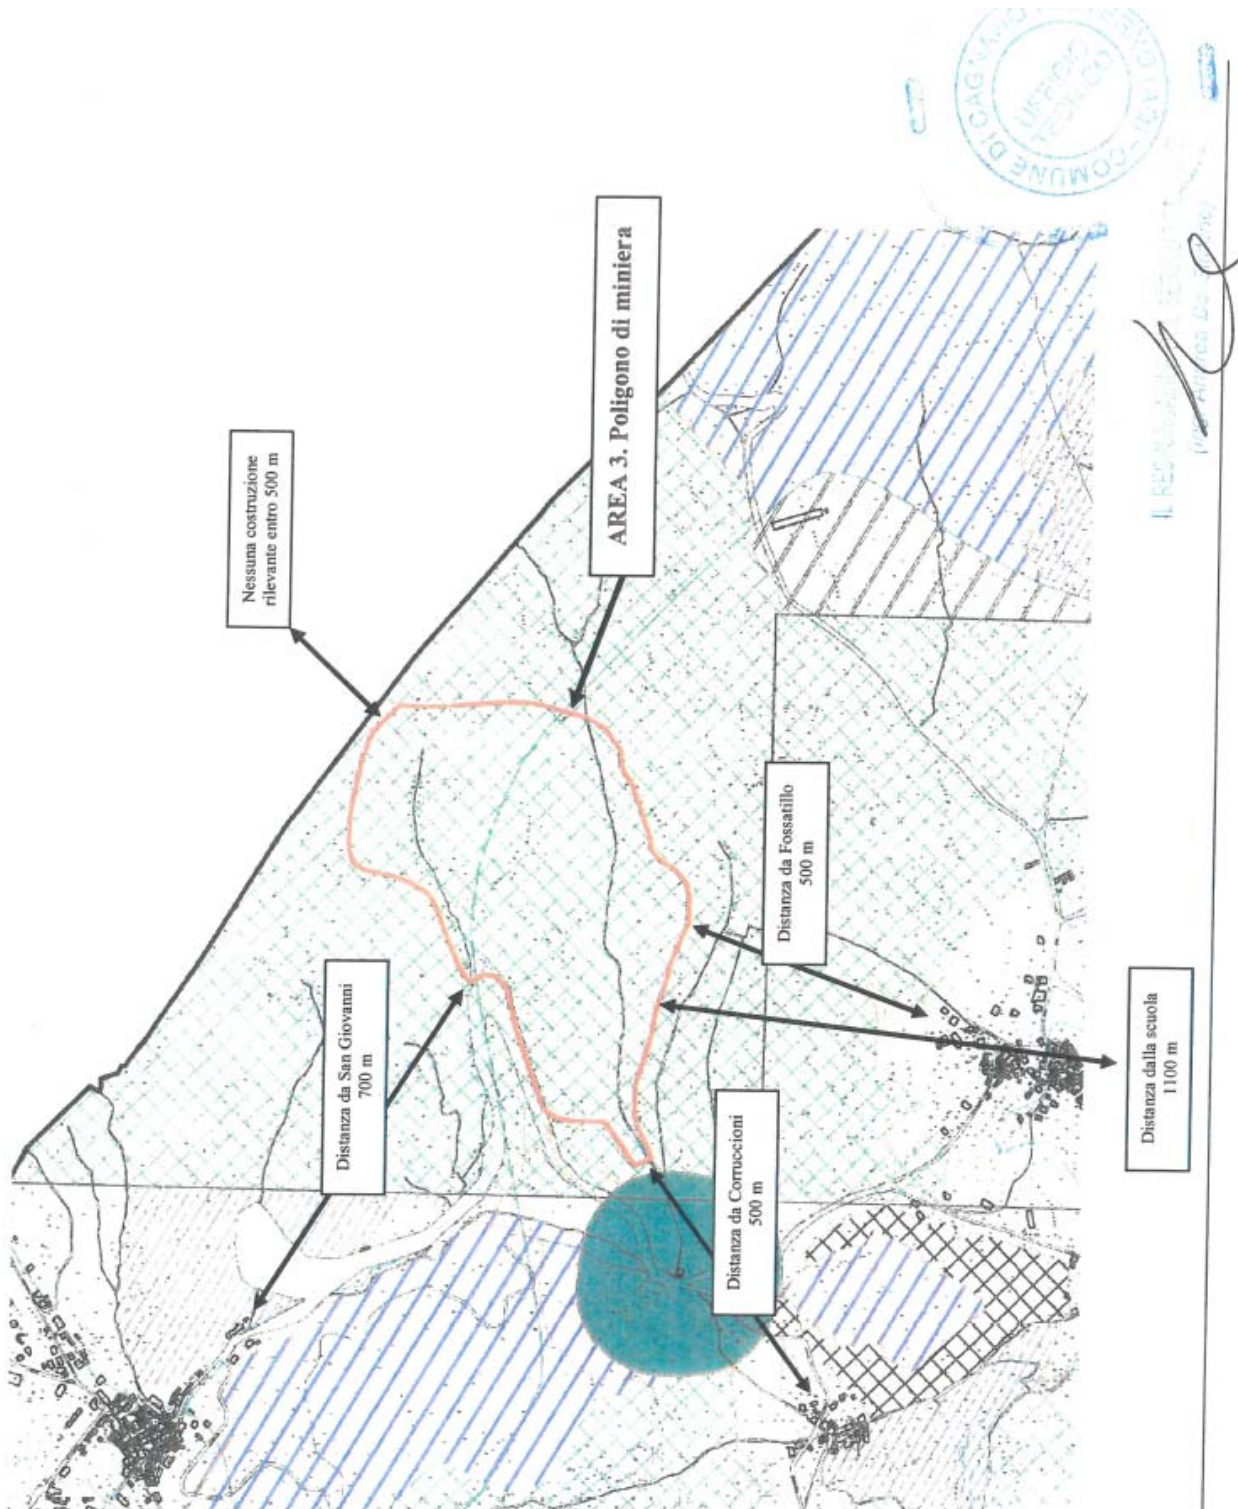 AREA 3. Poligono di miniera
Nessuna costruzione
rilevante entro 500 m
Distanza da San Giovanni
700 m
Distanza da Fossatillo
500 m
Distanza da Corruccioni
500 m
Distanza dalla scuola
1100 m
COMUNE DI CAGNANO
UFFICIO
TECNICO